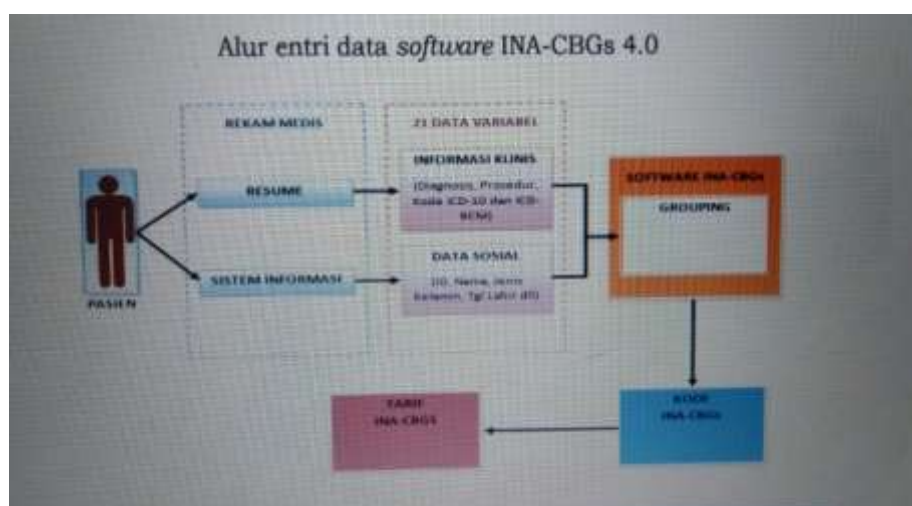 Alur entri data software INA-CBGs 4.0
REKAM MEDIS
21 DATA VARIABEL
INFORMASI KLINIS
(Diagnosis, Prosedur,
Kode ICD-10 dan ICD-
9CM)
RESUME
SOFTWARE INA-CBGs
GROUPING
DATA SOSIAL
(ID, Nama, Jenis
Kelamin, Tgl Lahir dll)
SISTEM INFORMASI
PASIEN
TARIF
INA-CBGS
KODE
INA-CBGs